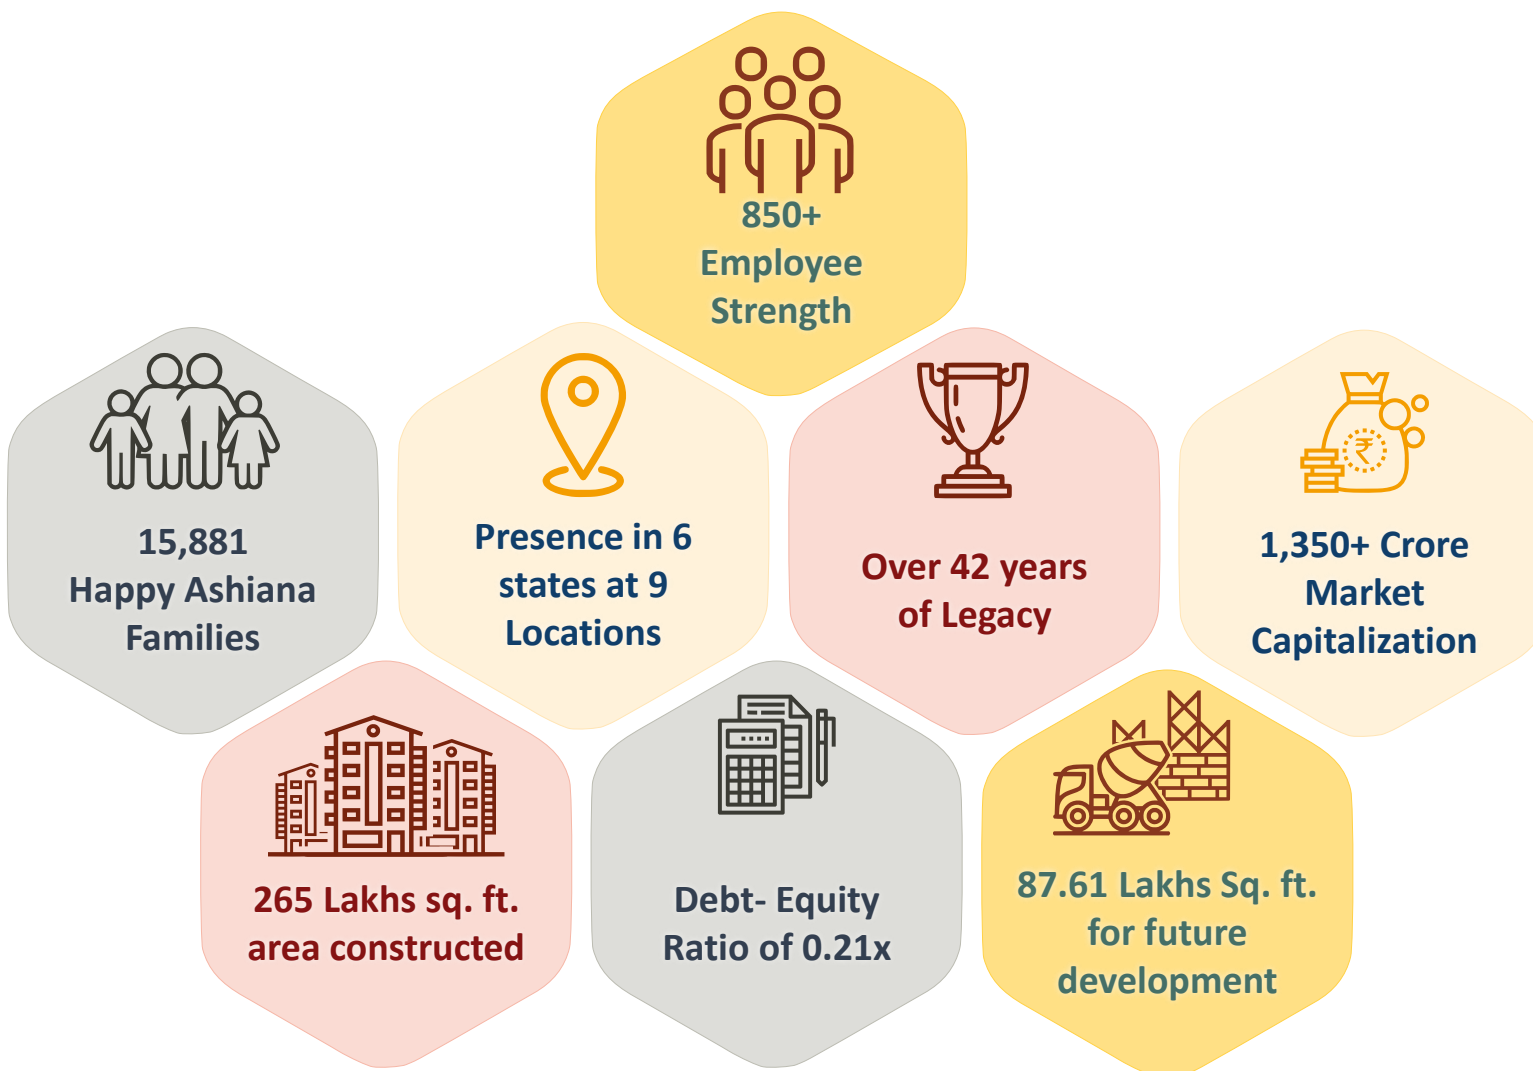 850+
Employee
Strength
15,881
Happy Ashiana
Families
Presence in 6
states at 9
Locations
Over 42 years
of Legacy
₹
1,350+ Crore
Market
Capitalization
265 Lakhs sq. ft.
area constructed
Debt- Equity
Ratio of 0.21x
87.61 Lakhs Sq. ft.
for future
development